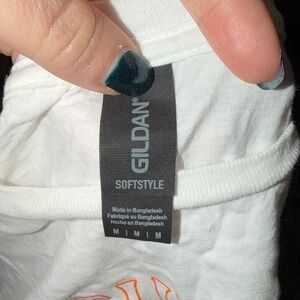 GILDAN®
SOFTSTYLE
Made in Bangladesh
Fabriqué au Bangladesh
Hecho en Bangladesh
M | M | M